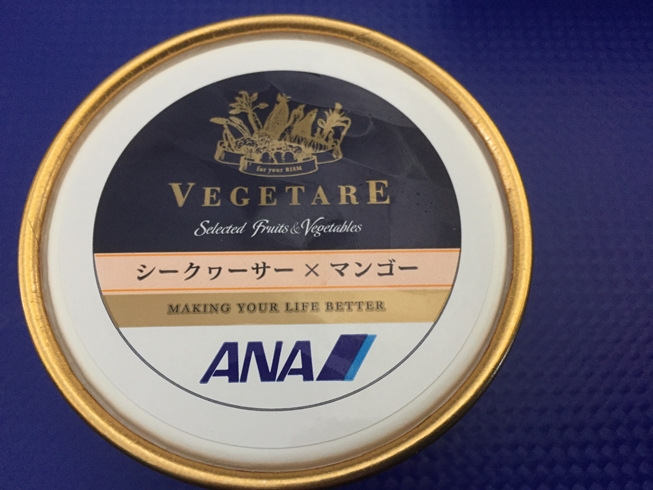 for your RISM
VEGETARE
Selected Fruits & Vegetables
シークヮーサー × マンゴー
MAKING YOUR LIFE BETTER
ANA